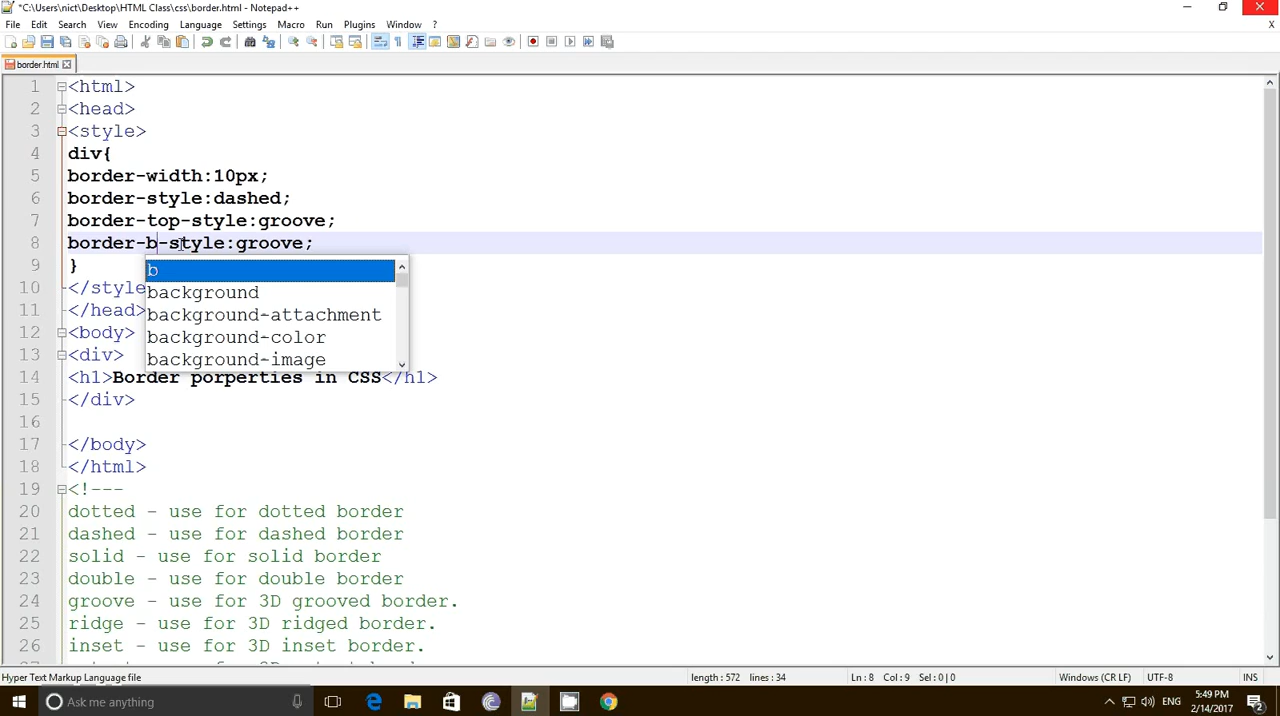 *C:\Users\nict\Desktop\HTML Class\css\border.html - Notepad++
File Edit Search View Encoding Language Settings Macro Run Plugins Window ?
X
border.html
1 <html>
2 <head>
3 <style>
4 div{
5 border-width:10px;
6 border-style:dashed;
7 border-top-style:groove;
8 border-b-style:groove;
9 }
b
10 </style
background
11 </head>
background-attachment
12 <body>
background-color
13 <div>
background-image
14 <h1>Border porperties in CSS</h1>
15 </div>
16
17 </body>
18 </html>
19 <!---
20 dotted - use for dotted border
21 dashed - use for dashed border
22 solid - use for solid border
23 double - use for double border
24 groove - use for 3D grooved border.
25 ridge - use for 3D ridged border.
26 inset - use for 3D inset border.
Hyper Text Markup Language file length : 572 lines : 34 Ln : 8 Col : 9 Sel : 0 | 0 Windows (CR LF) UTF-8 INS
Ask me anything ENG 5:49 PM
2/14/2017 2